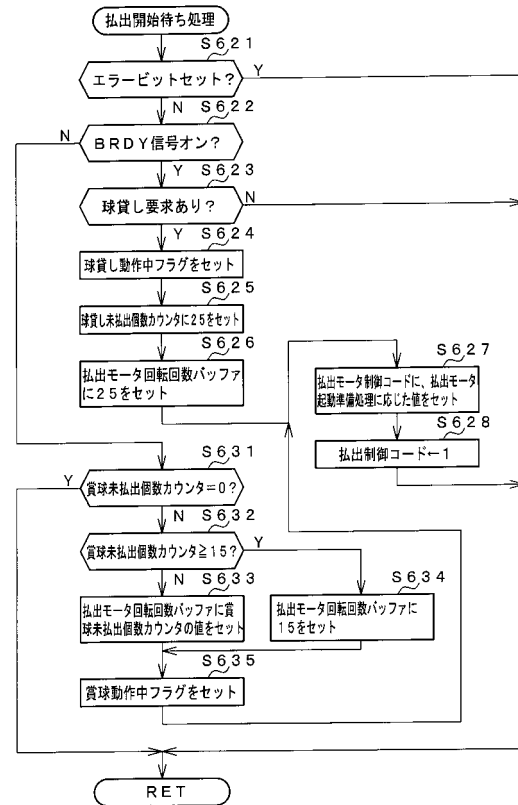 払出開始待ち処理
S621
エラービットセット？
Y
N
S622
N
BRDY信号オン？
Y
S623
球貸し要求あり？
N
Y
S624
球貸し動作中フラグをセット
S625
球貸し未払出個数カウンタに25をセット
S626
払出モータ回転回数バッファ
に25をセット
S627
払出モータ制御コードに、払出モータ
起動準備処理に応じた値をセット
S628
払出制御コード←1
S631
Y
賞球未払出個数カウンタ=0？
N
S632
賞球未払出個数カウンタ≧15？
Y
N
S633
払出モータ回転回数バッファに賞
球未払出個数カウンタの値をセット
S634
払出モータ回転回数バッファに
15をセット
S635
賞球動作中フラグをセット
RET